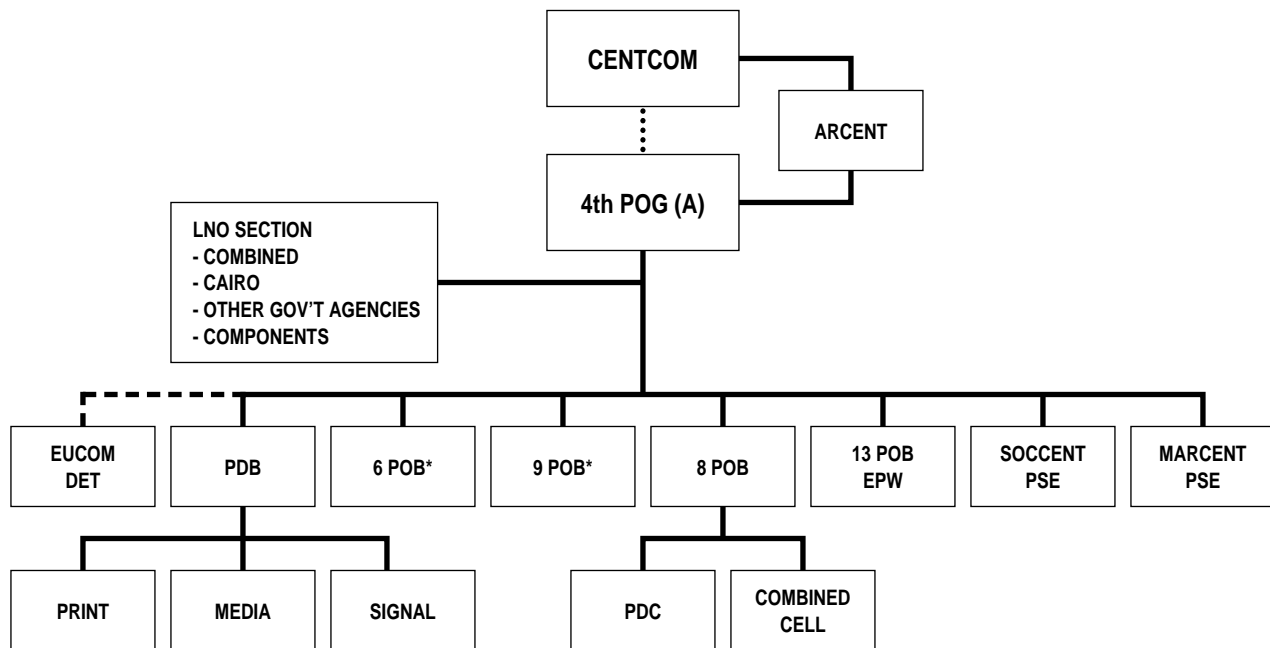 CENTCOM
ARCENT
4th POG (A)
LNO SECTION
- COMBINED
- CAIRO
- OTHER GOV’T AGENCIES
- COMPONENTS
EUCOM
DET
PDB
6 POB*
9 POB*
8 POB
13 POB
EPW
SOCCENT
PSE
MARCENT
PSE
PRINT
MEDIA
SIGNAL
PDC
COMBINED
CELL